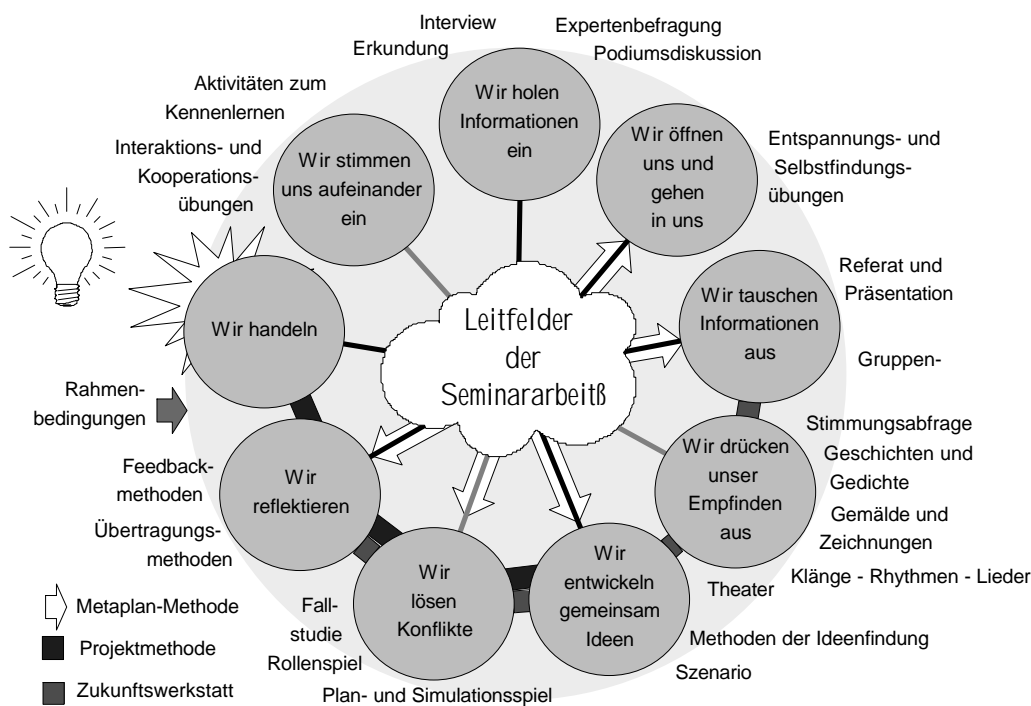 Interview
Erkundung
Expertenbefragung
Podiumsdiskussion
Aktivitäten zum
Kennenlernen
Interaktions- und
Kooperations-
übungen
Wir stimmen
uns aufeinander
ein
Wir holen
Informationen
ein
Wir öffnen
uns und
gehen
in uns
Entspannungs- und
Selbstfindungs-
übungen
Wir handeln
Leitfelder
der
Seminararbeitß
Wir tauschen
Informationen
aus
Referat und
Präsentation
Gruppen-
Rahmen-
bedingungen
Feedback-
methoden
Übertragungs-
methoden
Wir
reflektieren
Wir drücken
unser
Empfinden
aus
Stimmungsabfrage
Geschichten und
Gedichte
Gemälde und
Zeichnungen
Klänge - Rhythmen - Lieder
Theater
Wir
lösen
Konflikte
Wir
entwickeln
gemeinsam
Ideen
Methoden der Ideenfindung
Szenario
Fall-
studie
Rollenspiel
Plan- und Simulationsspiel
Metaplan-Methode
Projektmethode
Zukunftswerkstatt